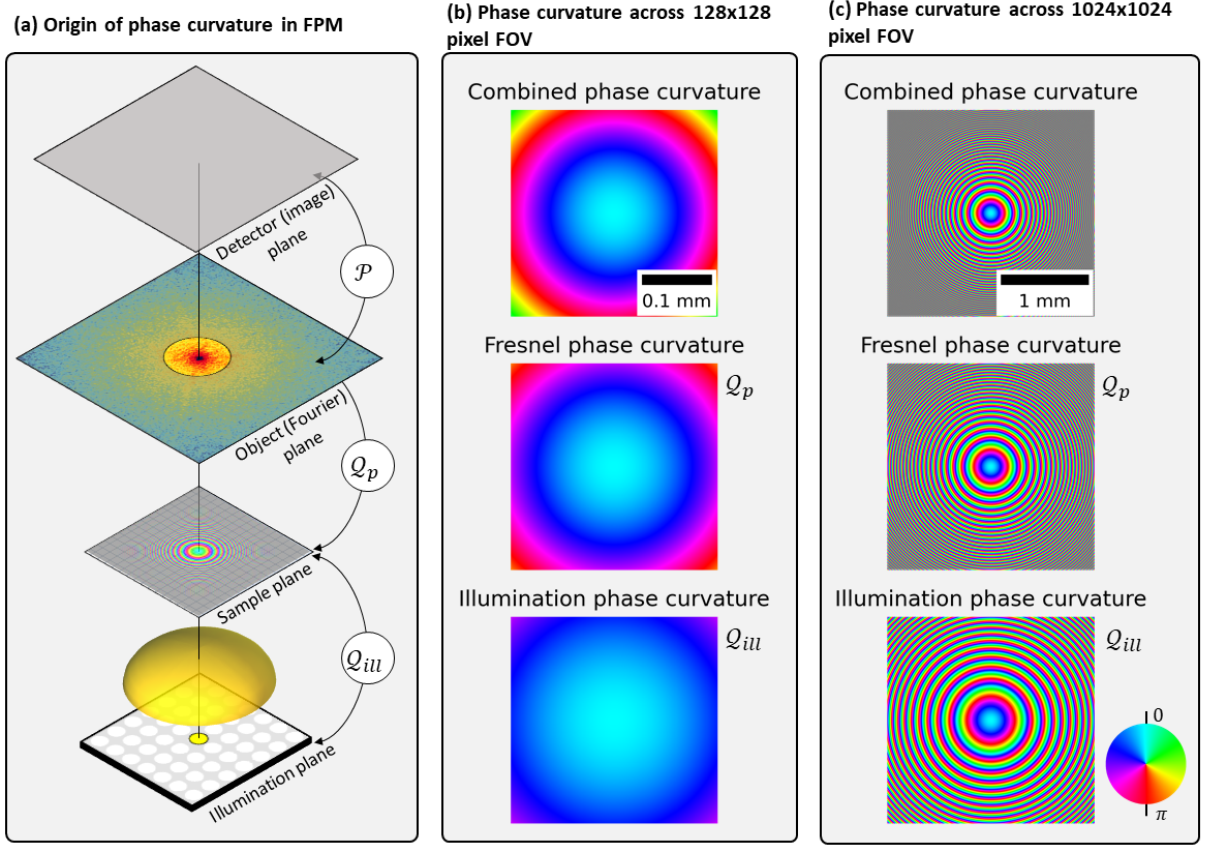 (a) Origin of phase curvature in FPM
Detector (image)
plane
𝒫
Object (Fourier)
plane
𝒬p
Sample plane
𝒬ill
Illumination plane
(b) Phase curvature across 128x128
pixel FOV
Combined phase curvature
0.1 mm
Fresnel phase curvature
𝒬p
Illumination phase curvature
𝒬ill
(c) Phase curvature across 1024x1024
pixel FOV
Combined phase curvature
1 mm
Fresnel phase curvature
𝒬p
Illumination phase curvature
𝒬ill
0
π